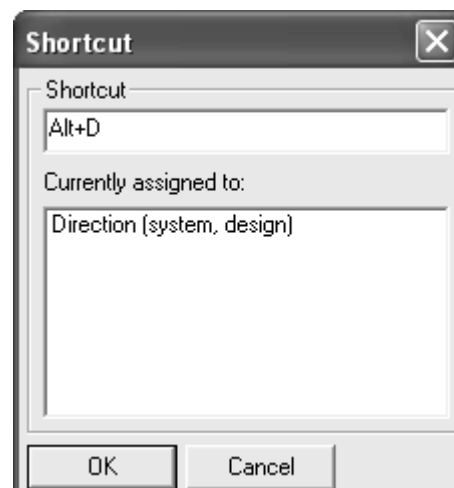 Shortcut
Shortcut
Alt+D
Currently assigned to:
Direction (system, design)
OK
Cancel